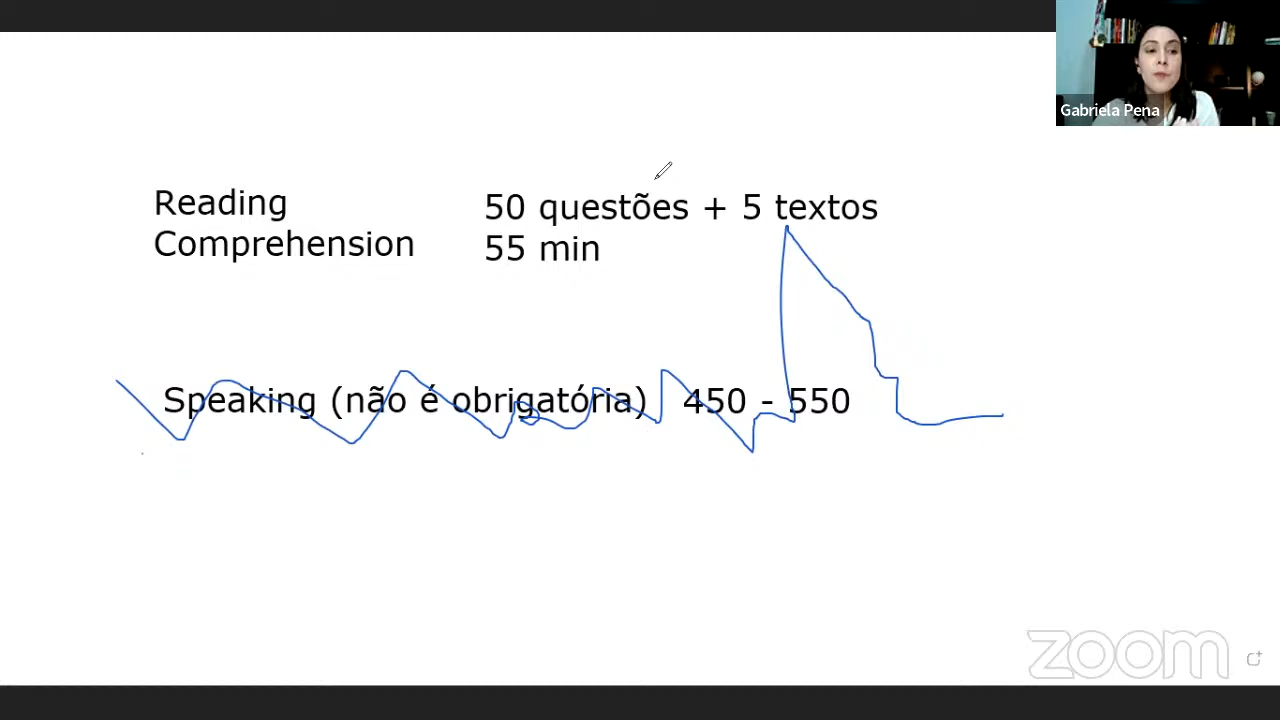 Gabriela Pena
Reading
Comprehension
50 questões + 5 textos
55 min
Speaking (não é obrigatória) 450 - 550
zoom